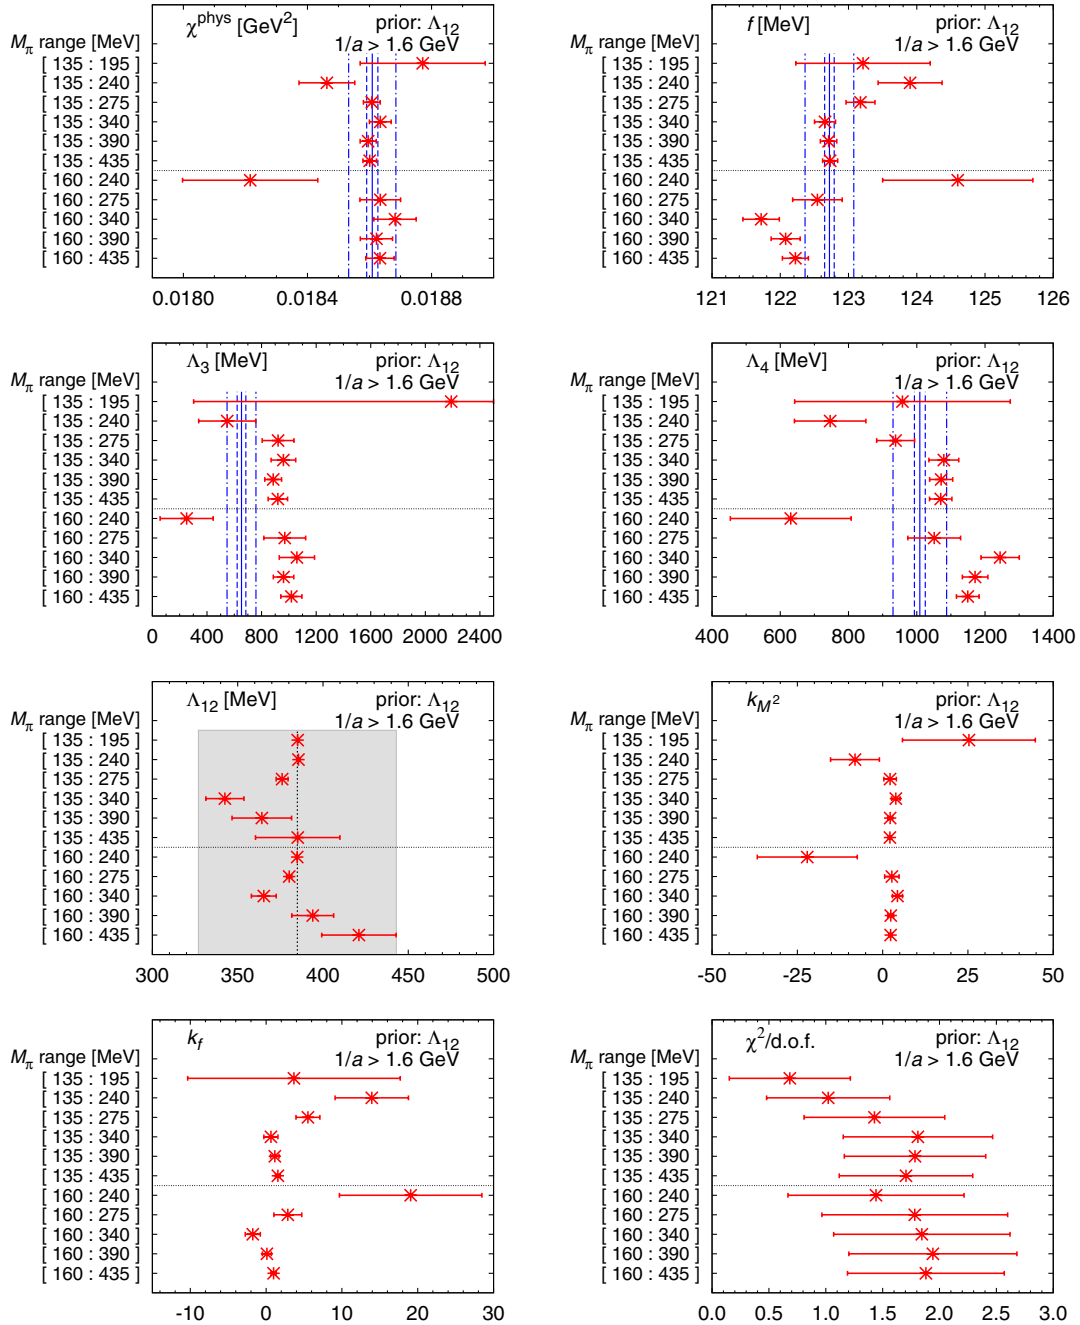 χ^phys [GeV²] prior: Λ₁₂
M_π range [MeV] 1/a > 1.6 GeV
[ 135 : 195 ]
[ 135 : 240 ]
[ 135 : 275 ]
[ 135 : 340 ]
[ 135 : 390 ]
[ 135 : 435 ]
[ 160 : 240 ]
[ 160 : 275 ]
[ 160 : 340 ]
[ 160 : 390 ]
[ 160 : 435 ]
0.0180 0.0184 0.0188
f [MeV] prior: Λ₁₂
M_π range [MeV] 1/a > 1.6 GeV
[ 135 : 195 ]
[ 135 : 240 ]
[ 135 : 275 ]
[ 135 : 340 ]
[ 135 : 390 ]
[ 135 : 435 ]
[ 160 : 240 ]
[ 160 : 275 ]
[ 160 : 340 ]
[ 160 : 390 ]
[ 160 : 435 ]
121 122 123 124 125 126
Λ₃ [MeV] prior: Λ₁₂
M_π range [MeV] 1/a > 1.6 GeV
[ 135 : 195 ]
[ 135 : 240 ]
[ 135 : 275 ]
[ 135 : 340 ]
[ 135 : 390 ]
[ 135 : 435 ]
[ 160 : 240 ]
[ 160 : 275 ]
[ 160 : 340 ]
[ 160 : 390 ]
[ 160 : 435 ]
0 400 800 1200 1600 2000 2400
Λ₄ [MeV] prior: Λ₁₂
M_π range [MeV] 1/a > 1.6 GeV
[ 135 : 195 ]
[ 135 : 240 ]
[ 135 : 275 ]
[ 135 : 340 ]
[ 135 : 390 ]
[ 135 : 435 ]
[ 160 : 240 ]
[ 160 : 275 ]
[ 160 : 340 ]
[ 160 : 390 ]
[ 160 : 435 ]
400 600 800 1000 1200 1400
Λ₁₂ [MeV] prior: Λ₁₂
M_π range [MeV] 1/a > 1.6 GeV
[ 135 : 195 ]
[ 135 : 240 ]
[ 135 : 275 ]
[ 135 : 340 ]
[ 135 : 390 ]
[ 135 : 435 ]
[ 160 : 240 ]
[ 160 : 275 ]
[ 160 : 340 ]
[ 160 : 390 ]
[ 160 : 435 ]
300 400 500
k_M² prior: Λ₁₂
M_π range [MeV] 1/a > 1.6 GeV
[ 135 : 195 ]
[ 135 : 240 ]
[ 135 : 275 ]
[ 135 : 340 ]
[ 135 : 390 ]
[ 135 : 435 ]
[ 160 : 240 ]
[ 160 : 275 ]
[ 160 : 340 ]
[ 160 : 390 ]
[ 160 : 435 ]
-50 -25 0 25 50
k_f prior: Λ₁₂
M_π range [MeV] 1/a > 1.6 GeV
[ 135 : 195 ]
[ 135 : 240 ]
[ 135 : 275 ]
[ 135 : 340 ]
[ 135 : 390 ]
[ 135 : 435 ]
[ 160 : 240 ]
[ 160 : 275 ]
[ 160 : 340 ]
[ 160 : 390 ]
[ 160 : 435 ]
-10 0 10 20 30
χ²/d.o.f. prior: Λ₁₂
M_π range [MeV] 1/a > 1.6 GeV
[ 135 : 195 ]
[ 135 : 240 ]
[ 135 : 275 ]
[ 135 : 340 ]
[ 135 : 390 ]
[ 135 : 435 ]
[ 160 : 240 ]
[ 160 : 275 ]
[ 160 : 340 ]
[ 160 : 390 ]
[ 160 : 435 ]
0.0 0.5 1.0 1.5 2.0 2.5 3.0